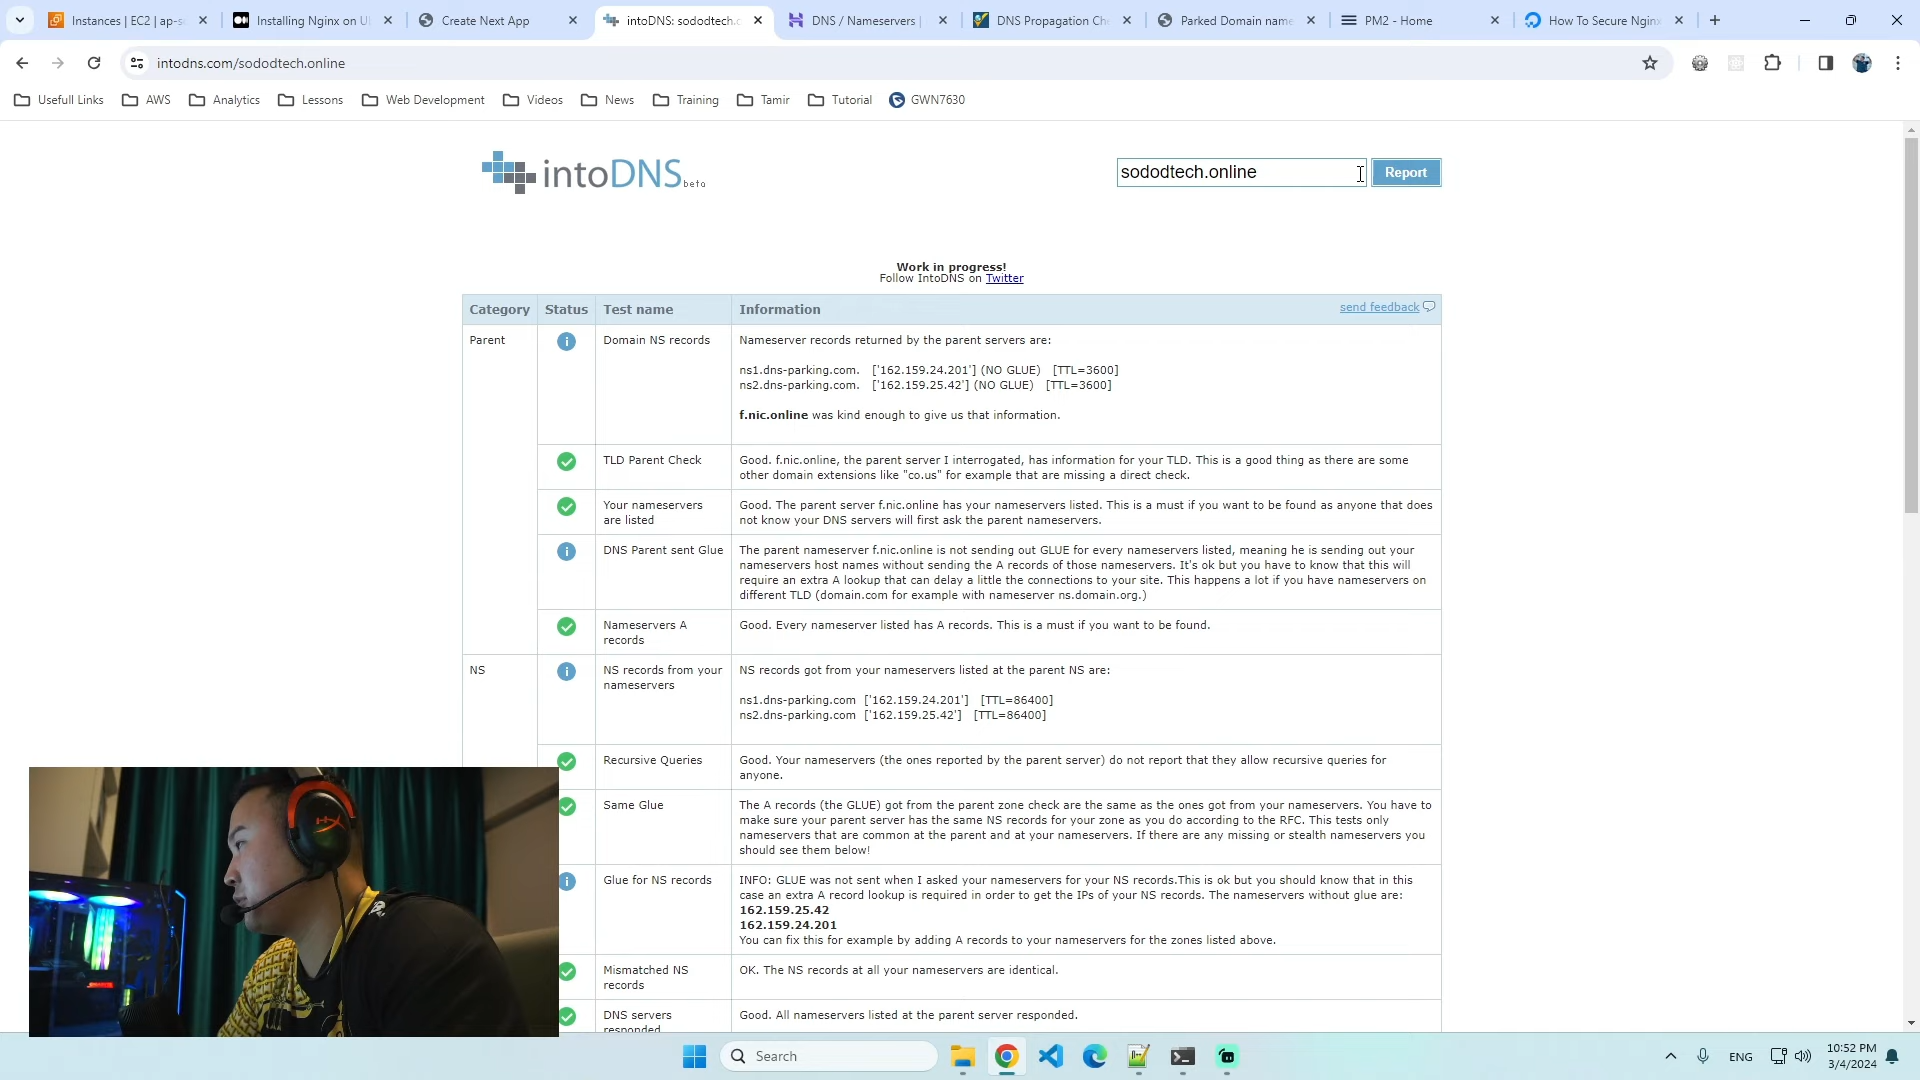 Instances | EC2 | ap-s
Installing Nginx on U
Create Next App
intoDNS: sododtech.o
DNS / Nameservers |
DNS Propagation Ch
Parked Domain name
PM2 - Home
How To Secure Nginx
intodns.com/sododtech.online
Usefull Links
AWS
Analytics
Lessons
Web Development
Videos
News
Training
Tamir
Tutorial
GWN7630
intoDNS beta
sododtech.online
Report
Work in progress!
Follow IntoDNS on Twitter
Category Status Test name Information send feedback
Parent
Domain NS records
Nameserver records returned by the parent servers are:
ns1.dns-parking.com. ['162.159.24.201'] (NO GLUE) [TTL=3600]
ns2.dns-parking.com. ['162.159.25.42'] (NO GLUE) [TTL=3600]
f.nic.online was kind enough to give us that information.
TLD Parent Check
Good. f.nic.online, the parent server I interrogated, has information for your TLD. This is a good thing as there are some
other domain extensions like "co.us" for example that are missing a direct check.
Your nameservers
are listed
Good. The parent server f.nic.online has your nameservers listed. This is a must if you want to be found as anyone that does
not know your DNS servers will first ask the parent nameservers.
DNS Parent sent Glue
The parent nameserver f.nic.online is not sending out GLUE for every nameservers listed, meaning he is sending out your
nameservers host names without sending the A records of those nameservers. It's ok but you have to know that this will
require an extra A lookup that can delay a little the connections to your site. This happens a lot if you have nameservers on
different TLD (domain.com for example with nameserver ns.domain.org.)
Nameservers A
records
Good. Every nameserver listed has A records. This is a must if you want to be found.
NS
NS records from your
nameservers
NS records got from your nameservers listed at the parent NS are:
ns1.dns-parking.com ['162.159.24.201'] [TTL=86400]
ns2.dns-parking.com ['162.159.25.42'] [TTL=86400]
Recursive Queries
Good. Your nameservers (the ones reported by the parent server) do not report that they allow recursive queries for
anyone.
Same Glue
The A records (the GLUE) got from the parent zone check are the same as the ones got from your nameservers. You have to
make sure your parent server has the same NS records for your zone as you do according to the RFC. This tests only
nameservers that are common at the parent and at your nameservers. If there are any missing or stealth nameservers you
should see them below!
Glue for NS records
INFO: GLUE was not sent when I asked your nameservers for your NS records.This is ok but you should know that in this
case an extra A record lookup is required in order to get the IPs of your NS records. The nameservers without glue are:
162.159.25.42
162.159.24.201
You can fix this for example by adding A records to your nameservers for the zones listed above.
Mismatched NS
records
OK. The NS records at all your nameservers are identical.
DNS servers
responded
Good. All nameservers listed at the parent server responded.
Search
ENG
10:52 PM
3/4/2024